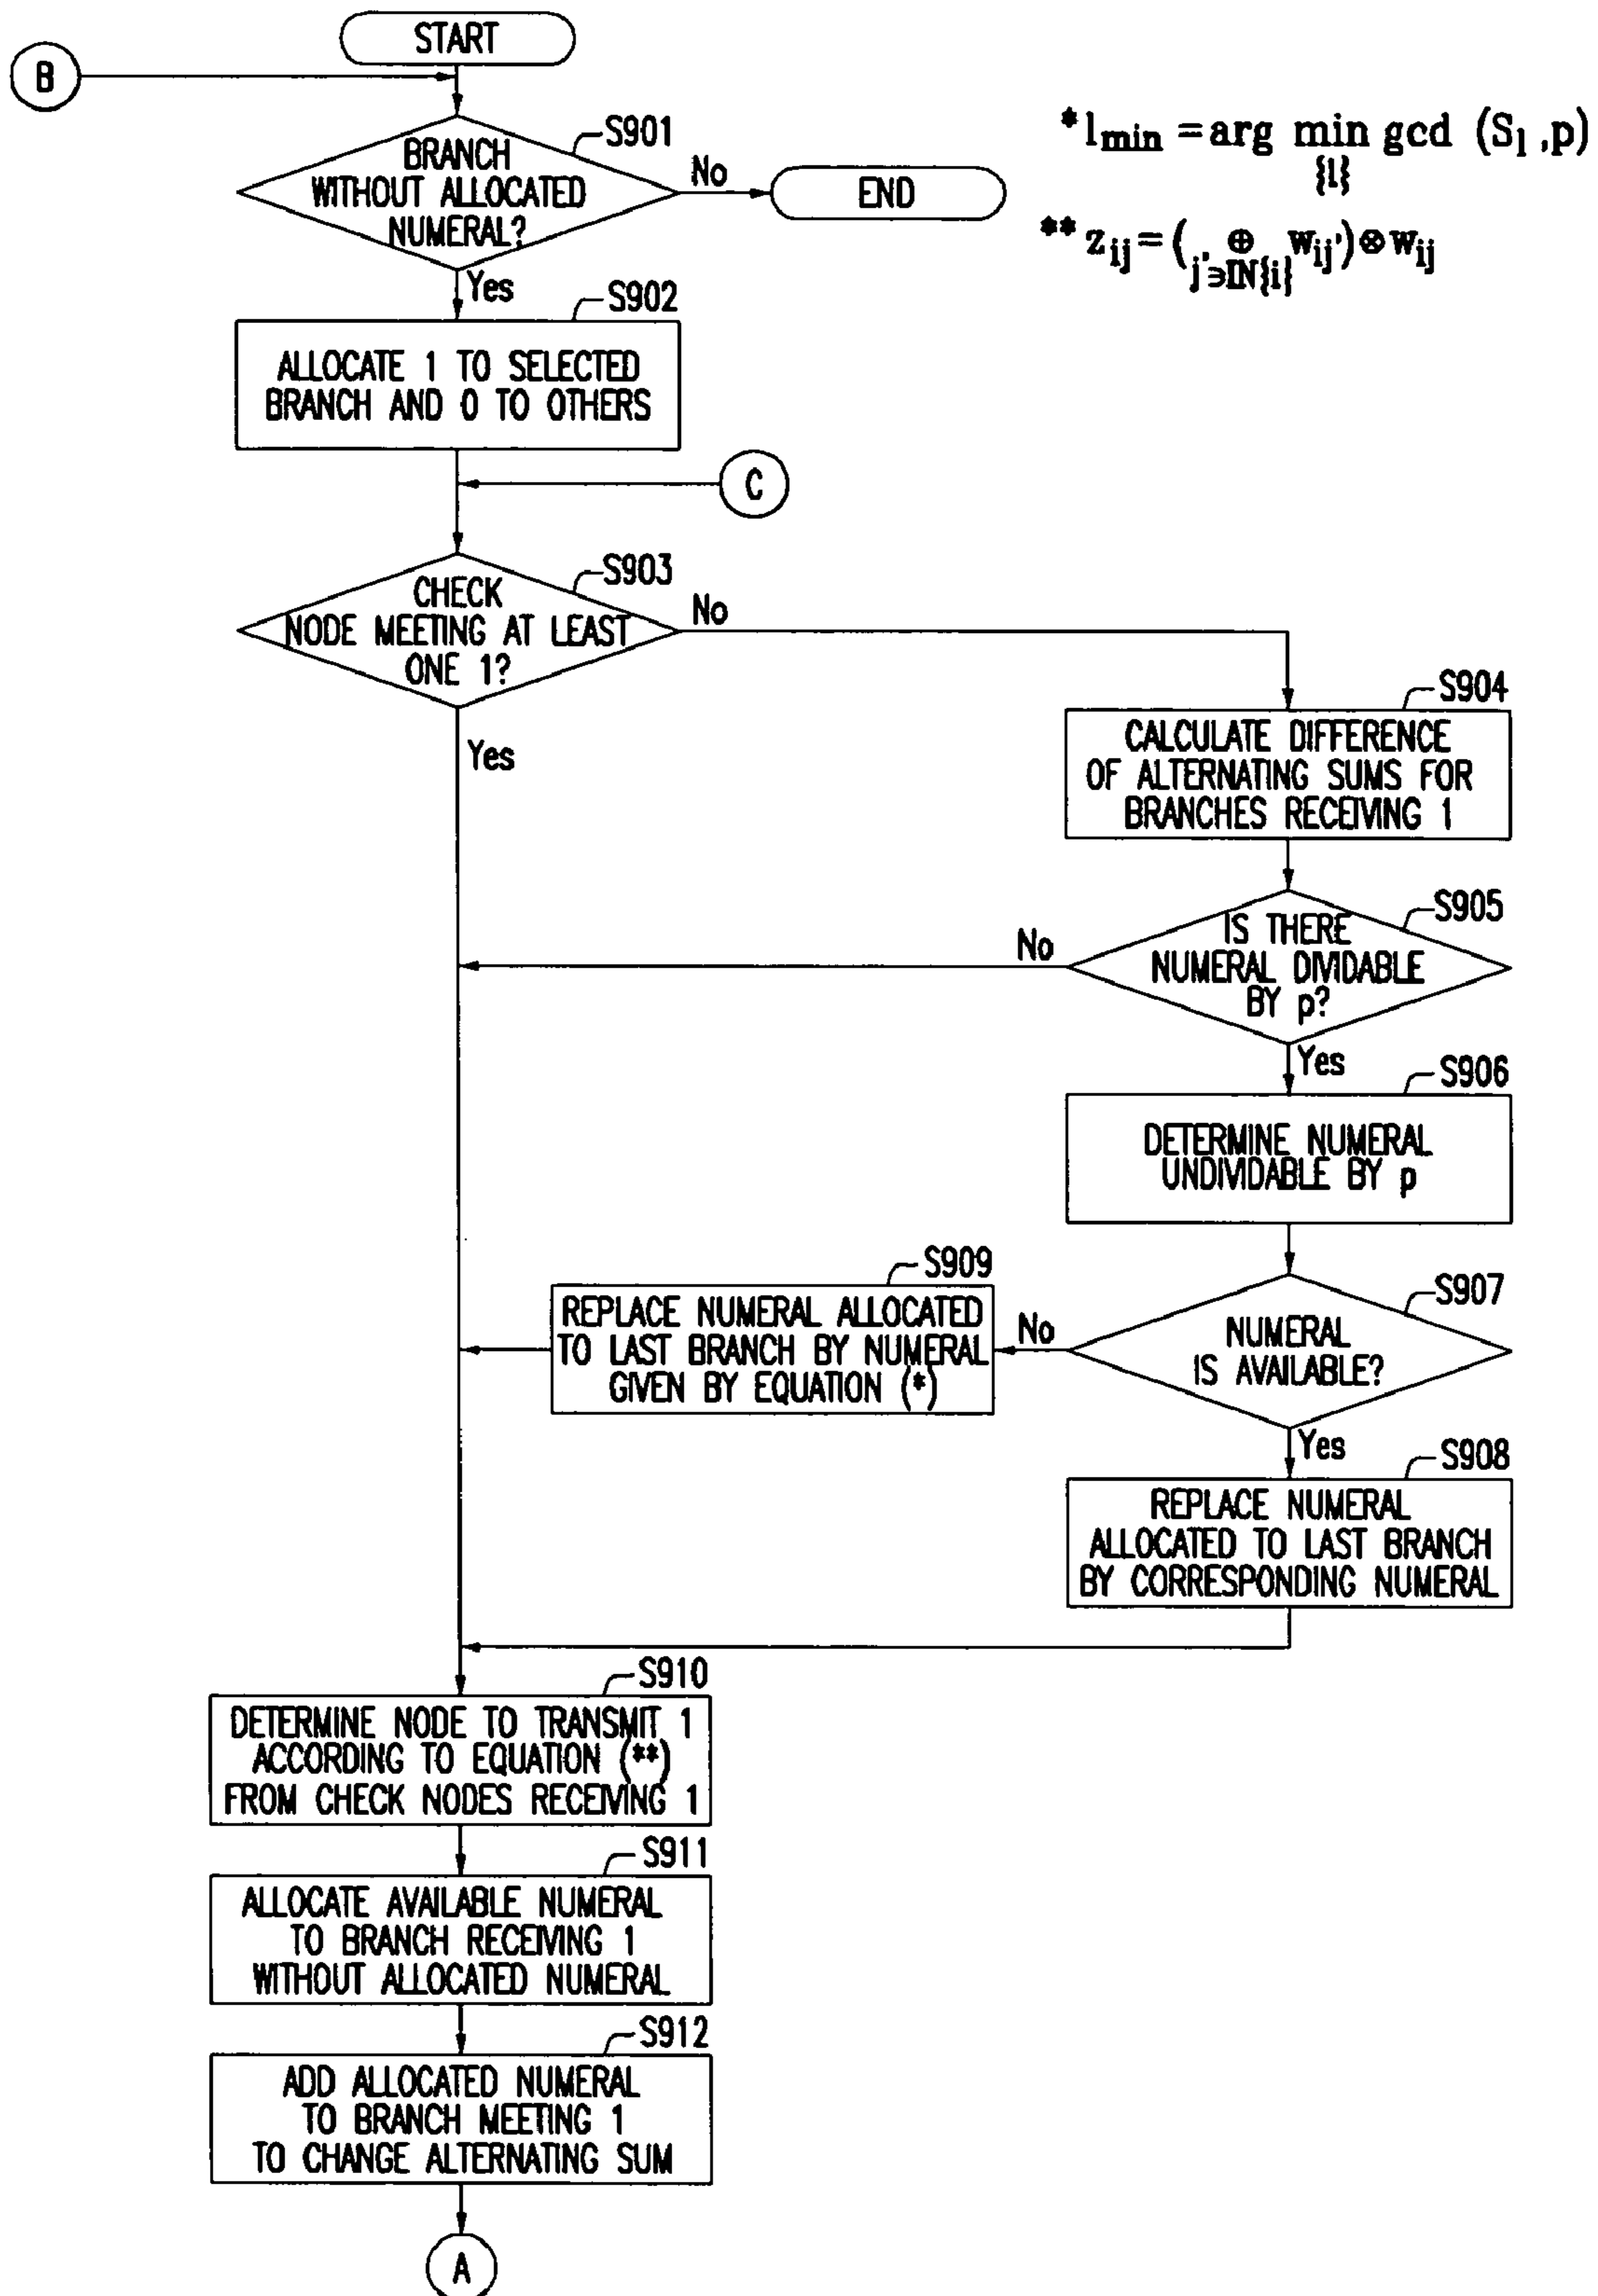 START
B
S901
BRANCH
WITHOUT ALLOCATED
NUMERAL?
No
END
Yes
* l_min = arg min gcd (S_l ,p)
{l}
** z_ij = ( ⊕ w_ij' ) ⊗ w_ij
j'∋IN{i}
S902
ALLOCATE 1 TO SELECTED
BRANCH AND 0 TO OTHERS
C
S903
CHECK
NODE MEETING AT LEAST
ONE 1?
No
Yes
S904
CALCULATE DIFFERENCE
OF ALTERNATING SUMS FOR
BRANCHES RECEIVING 1
S905
IS THERE
NUMERAL DIVIDABLE
BY p?
No
Yes
S906
DETERMINE NUMERAL
UNDIVIDABLE BY p
S907
NUMERAL
IS AVAILABLE?
No
Yes
S909
REPLACE NUMERAL ALLOCATED
TO LAST BRANCH BY NUMERAL
GIVEN BY EQUATION (*)
S908
REPLACE NUMERAL
ALLOCATED TO LAST BRANCH
BY CORRESPONDING NUMERAL
S910
DETERMINE NODE TO TRANSMIT 1
ACCORDING TO EQUATION (**)
FROM CHECK NODES RECEIVING 1
S911
ALLOCATE AVAILABLE NUMERAL
TO BRANCH RECEIVING 1
WITHOUT ALLOCATED NUMERAL
S912
ADD ALLOCATED NUMERAL
TO BRANCH MEETING 1
TO CHANGE ALTERNATING SUM
A